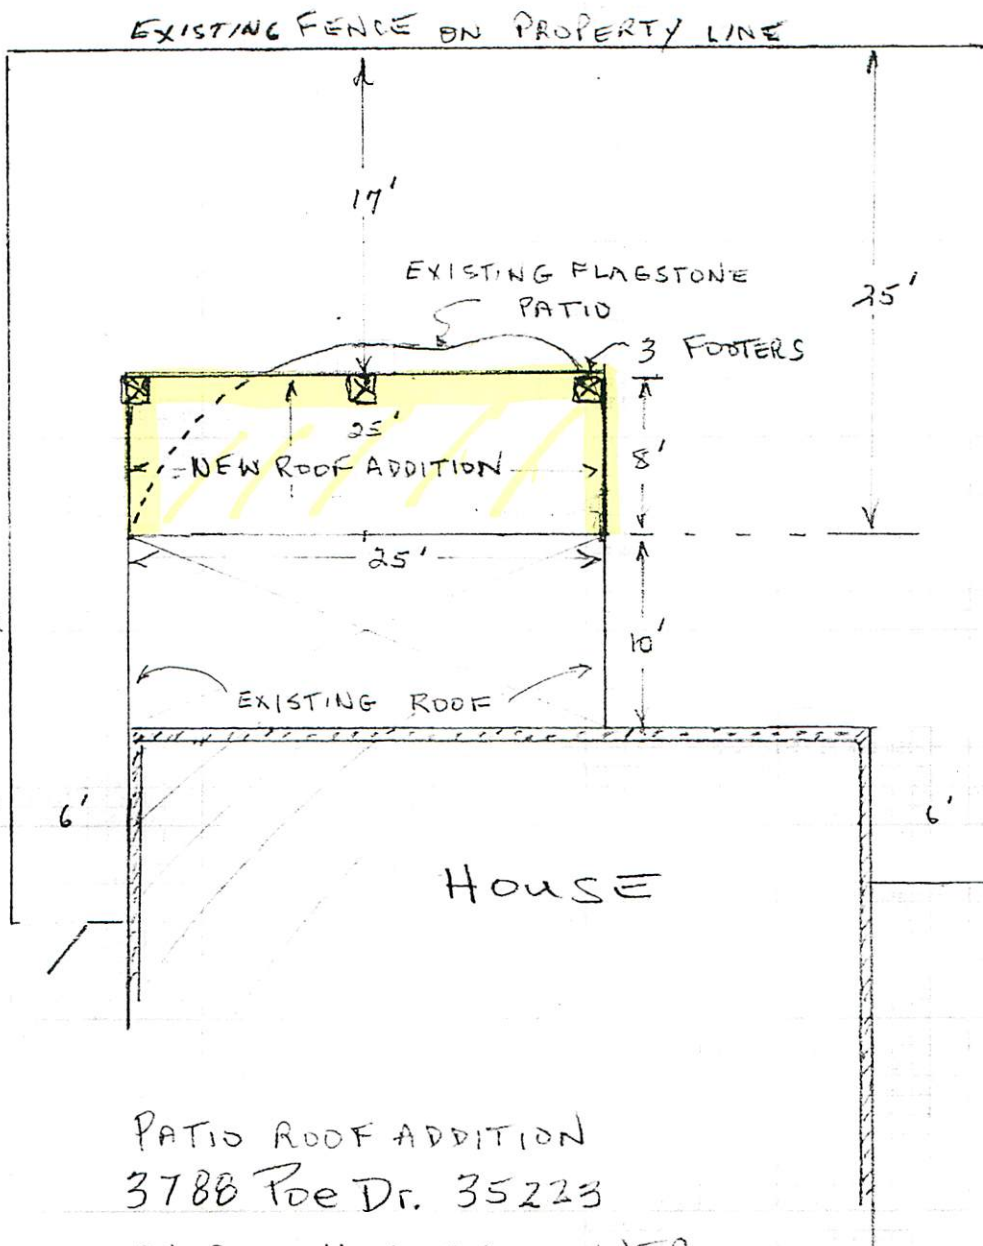 EXISTING FENCE ON PROPERTY LINE
17'
25'
EXISTING FLAGSTONE
PATIO
3 FOOTERS
25'
8'
NEW ROOF ADDITION
25'
10'
EXISTING ROOF
6'
6'
HOUSE
PATIO ROOF ADDITION
3788 Poe Dr. 35223